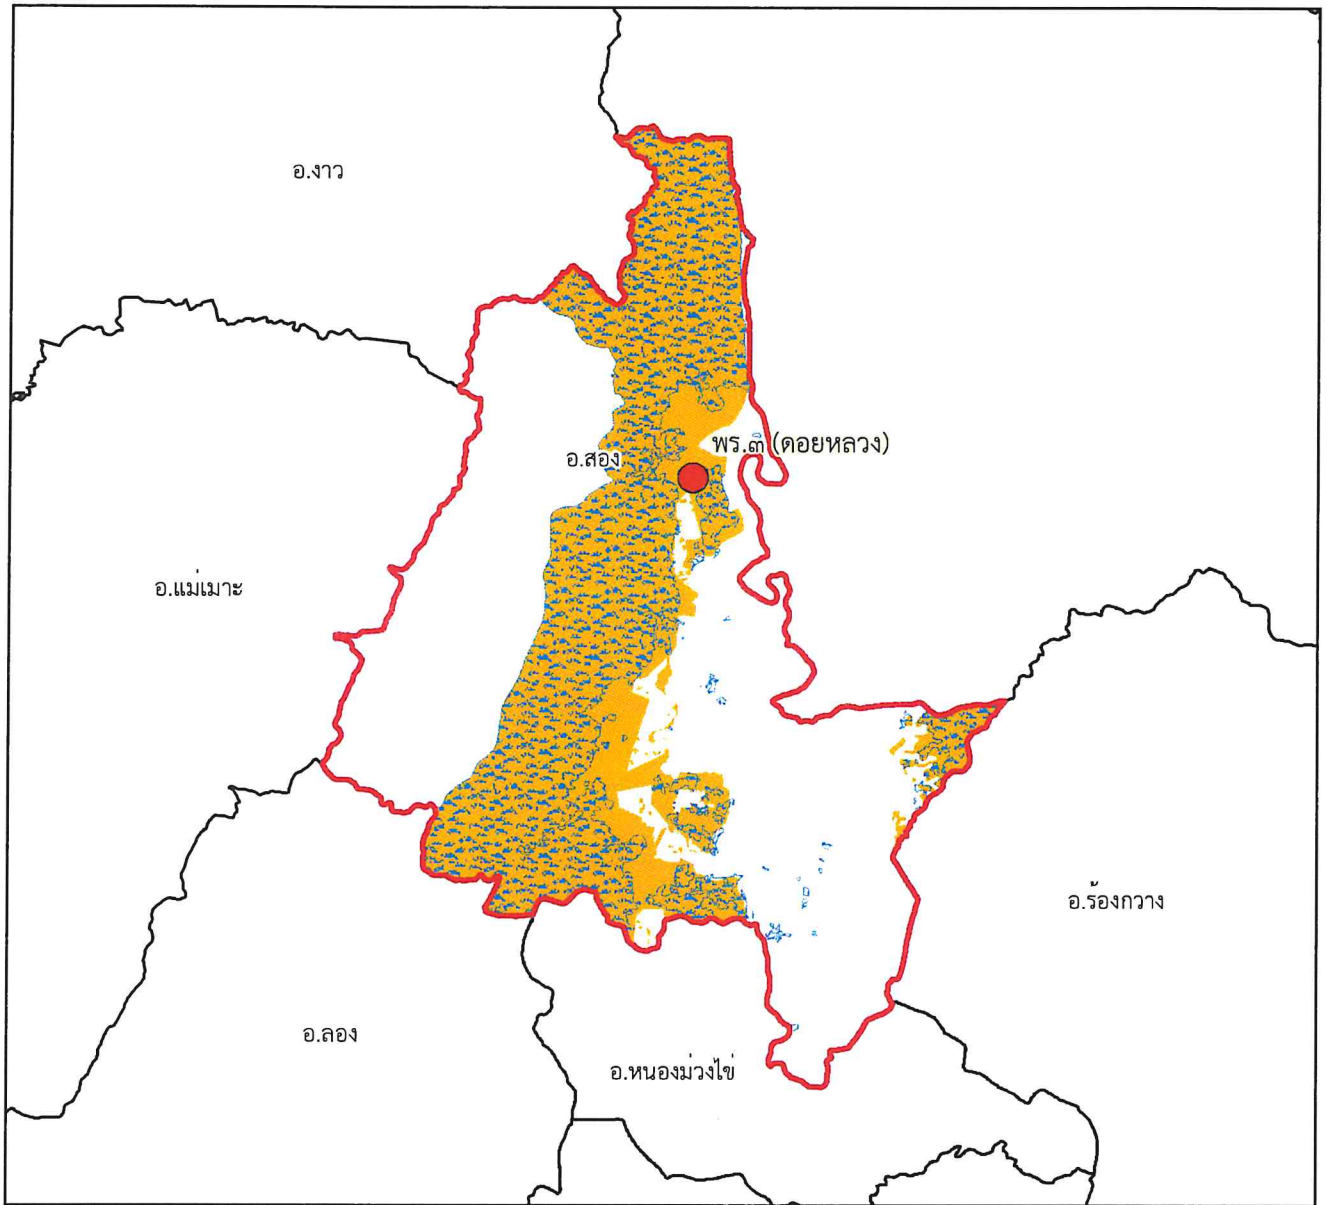 อ.งาว
พร.๓ (ดอยหลวง)
อ.สอง
อ.แม่เมาะ
อ.ร้องกวาง
อ.ลอง
อ.หนองม่วงไข่